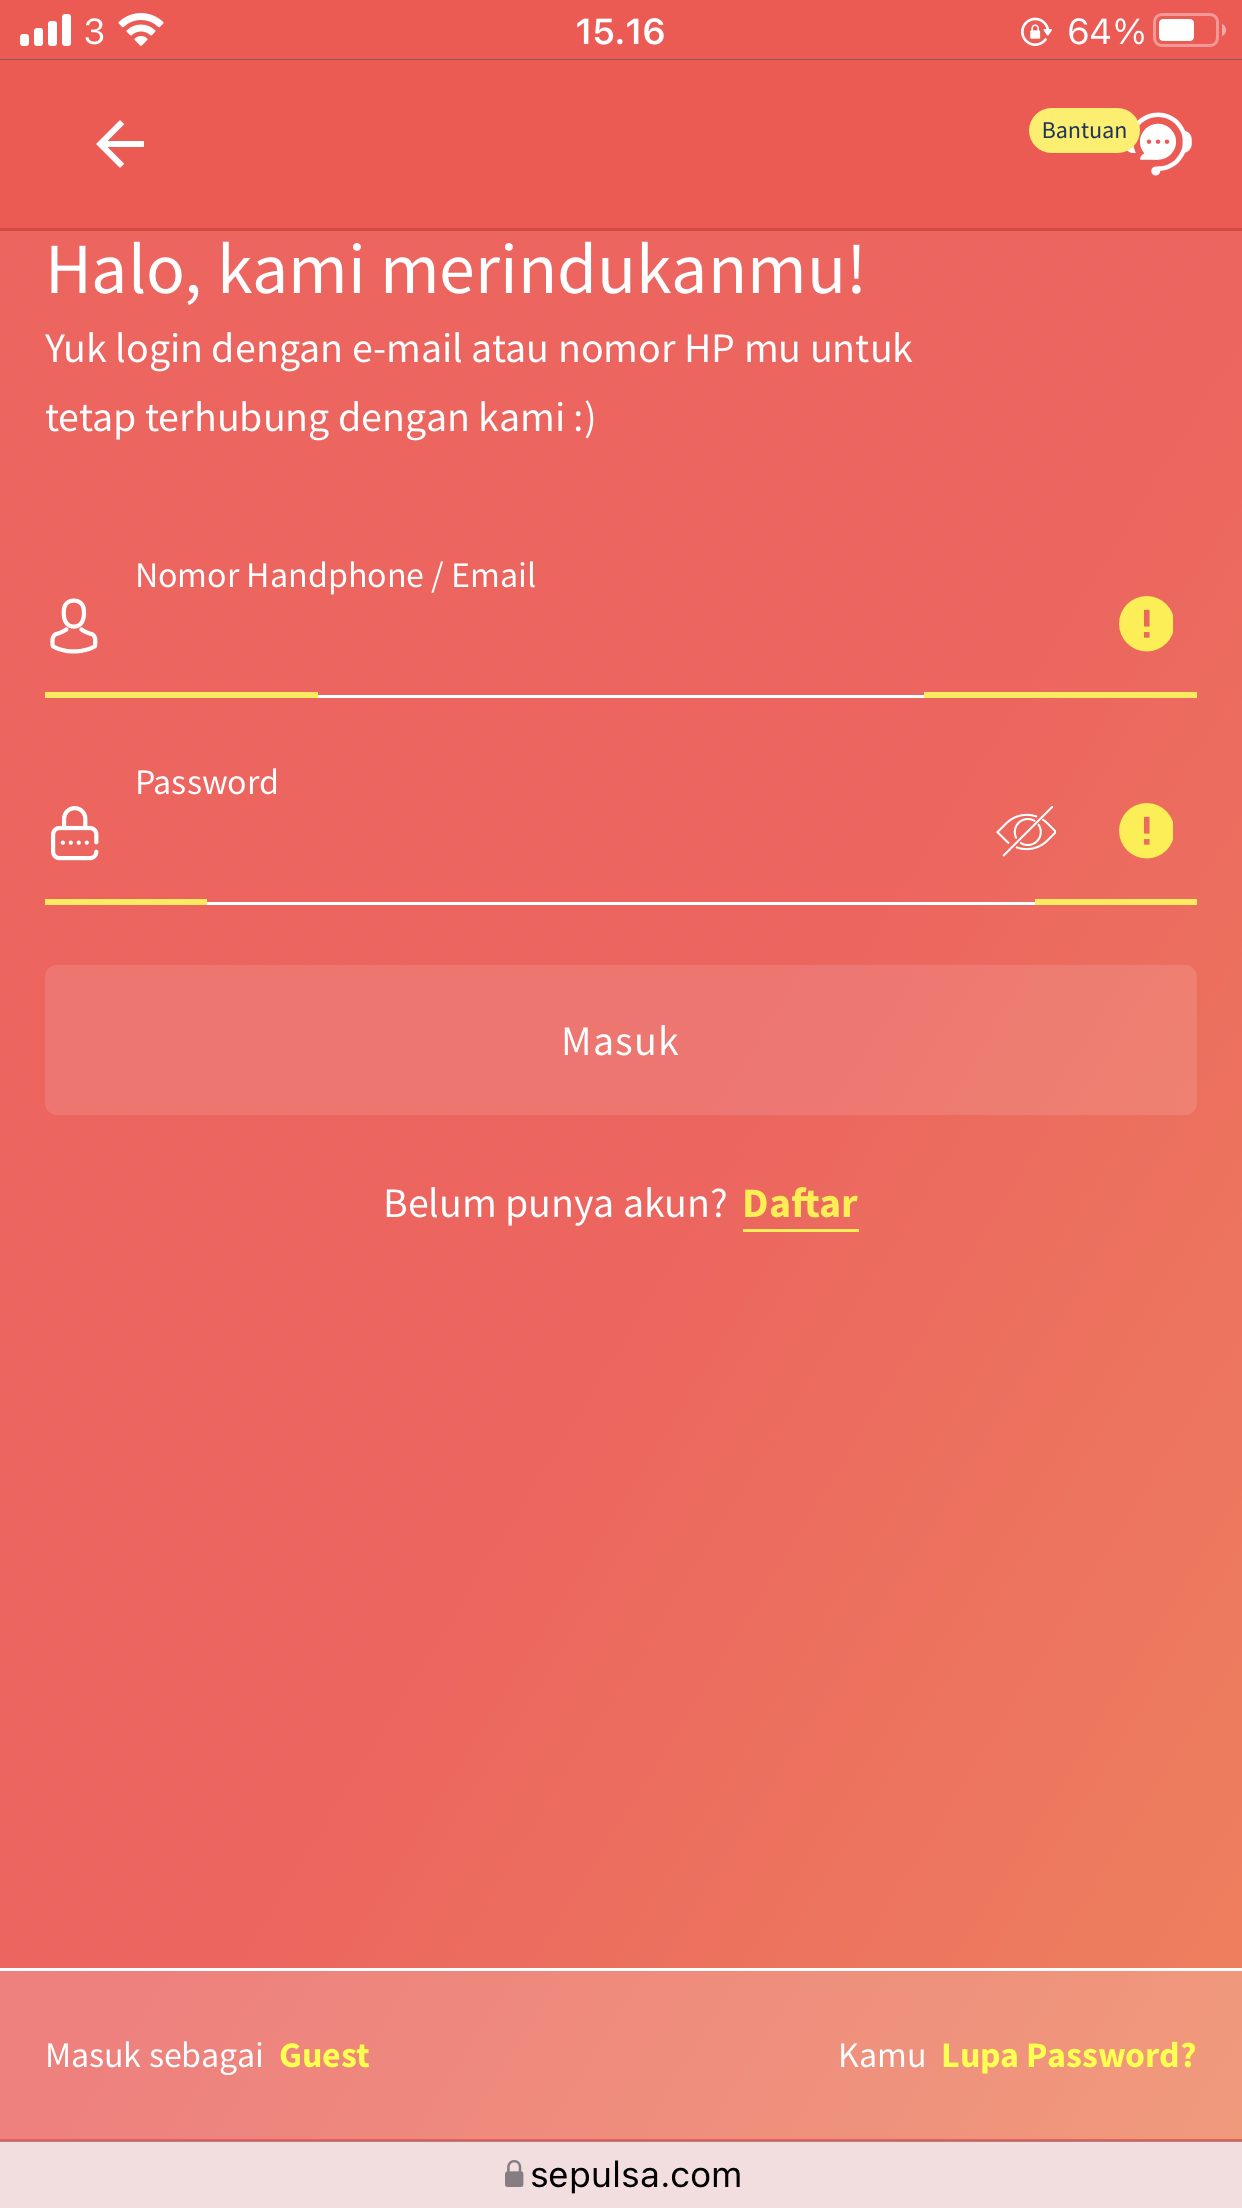 3 15.16 64%
Bantuan
Halo, kami merindukanmu!
Yuk login dengan e-mail atau nomor HP mu untuk
tetap terhubung dengan kami :)
Nomor Handphone / Email
!
Password
!
Masuk
Belum punya akun? Daftar
Masuk sebagai Guest Kamu Lupa Password?
sepulsa.com